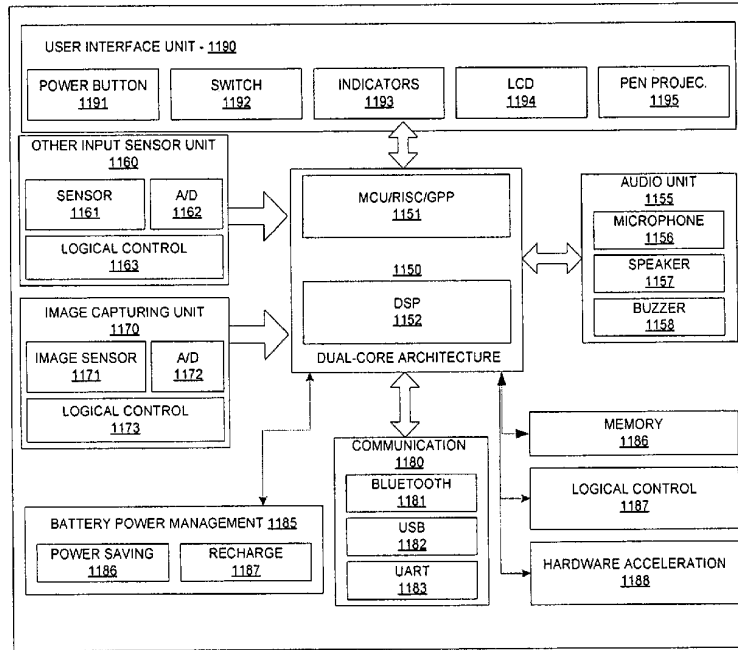 USER INTERFACE UNIT - 1190
POWER BUTTON
1191
SWITCH
1192
INDICATORS
1193
LCD
1194
PEN PROJEC.
1195
OTHER INPUT SENSOR UNIT
1160
SENSOR
1161
A/D
1162
LOGICAL CONTROL
1163
MCU/RISC/GPP
1151
1150
DSP
1152
DUAL-CORE ARCHITECTURE
AUDIO UNIT
1155
MICROPHONE
1156
SPEAKER
1157
BUZZER
1158
IMAGE CAPTURING UNIT
1170
IMAGE SENSOR
1171
A/D
1172
LOGICAL CONTROL
1173
COMMUNICATION
1180
BLUETOOTH
1181
USB
1182
UART
1183
MEMORY
1186
LOGICAL CONTROL
1187
HARDWARE ACCELERATION
1188
BATTERY POWER MANAGEMENT 1185
POWER SAVING
1186
RECHARGE
1187